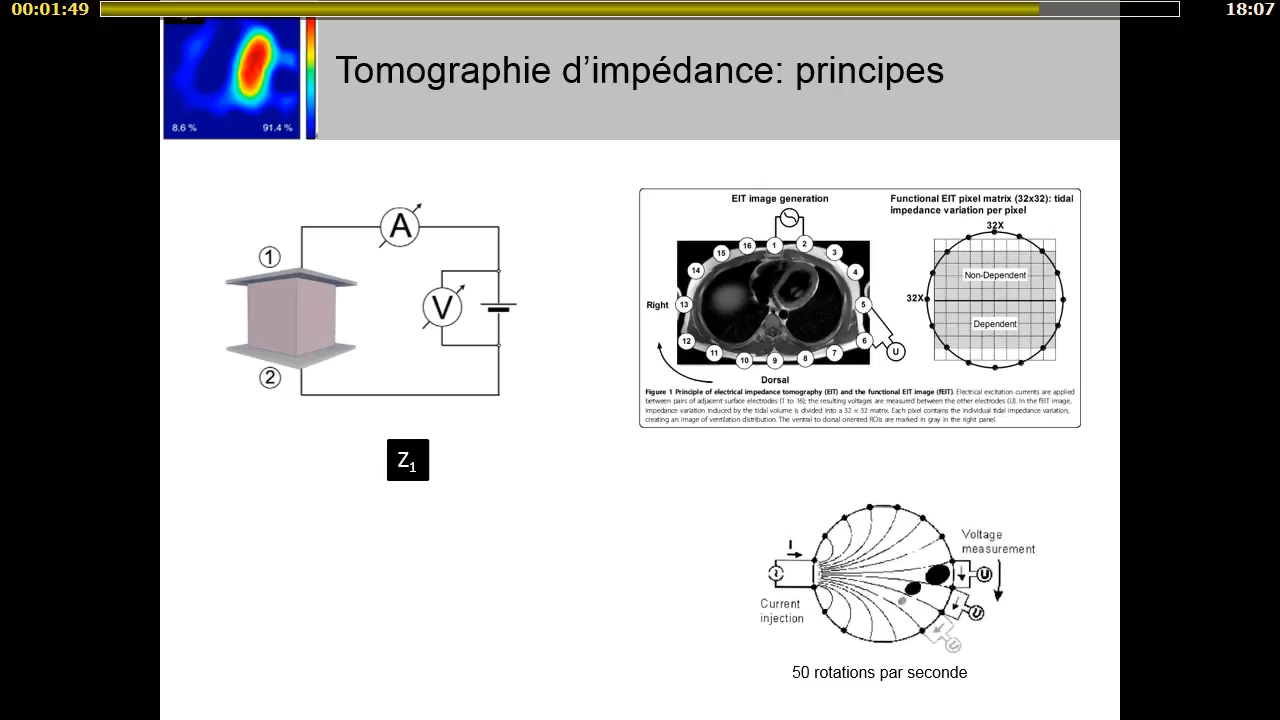 00:01:49
18:07
8.6 %
91.4 %
Tomographie d’impédance: principes
A
1
V
2
Z1
EIT image generation
Functional EIT pixel matrix (32x32): tidal
impedance variation per pixel
32X
16
1
2
15
3
14
4
Right
13
5
12
6
11
7
10
9
8
U
Dorsal
32X
Non-Dependent
Dependent
Figure 1 Principle of electrical impedance tomography (EIT) and the functional EIT image (fEIT). Electrical excitation currents are applied
between pairs of adjacent surface electrodes (1 to 16); the resulting voltages are measured between the other electrodes (U). In the fEIT image,
impedance variation induced by the tidal volume is divided into a 32 × 32 matrix. Each pixel contains the individual tidal impedance variation,
creating an image of ventilation distribution. The ventral to dorsal oriented ROIs are marked in gray in the right panel.
I
Voltage
measurement
U
U
U
Current
injection
50 rotations par seconde